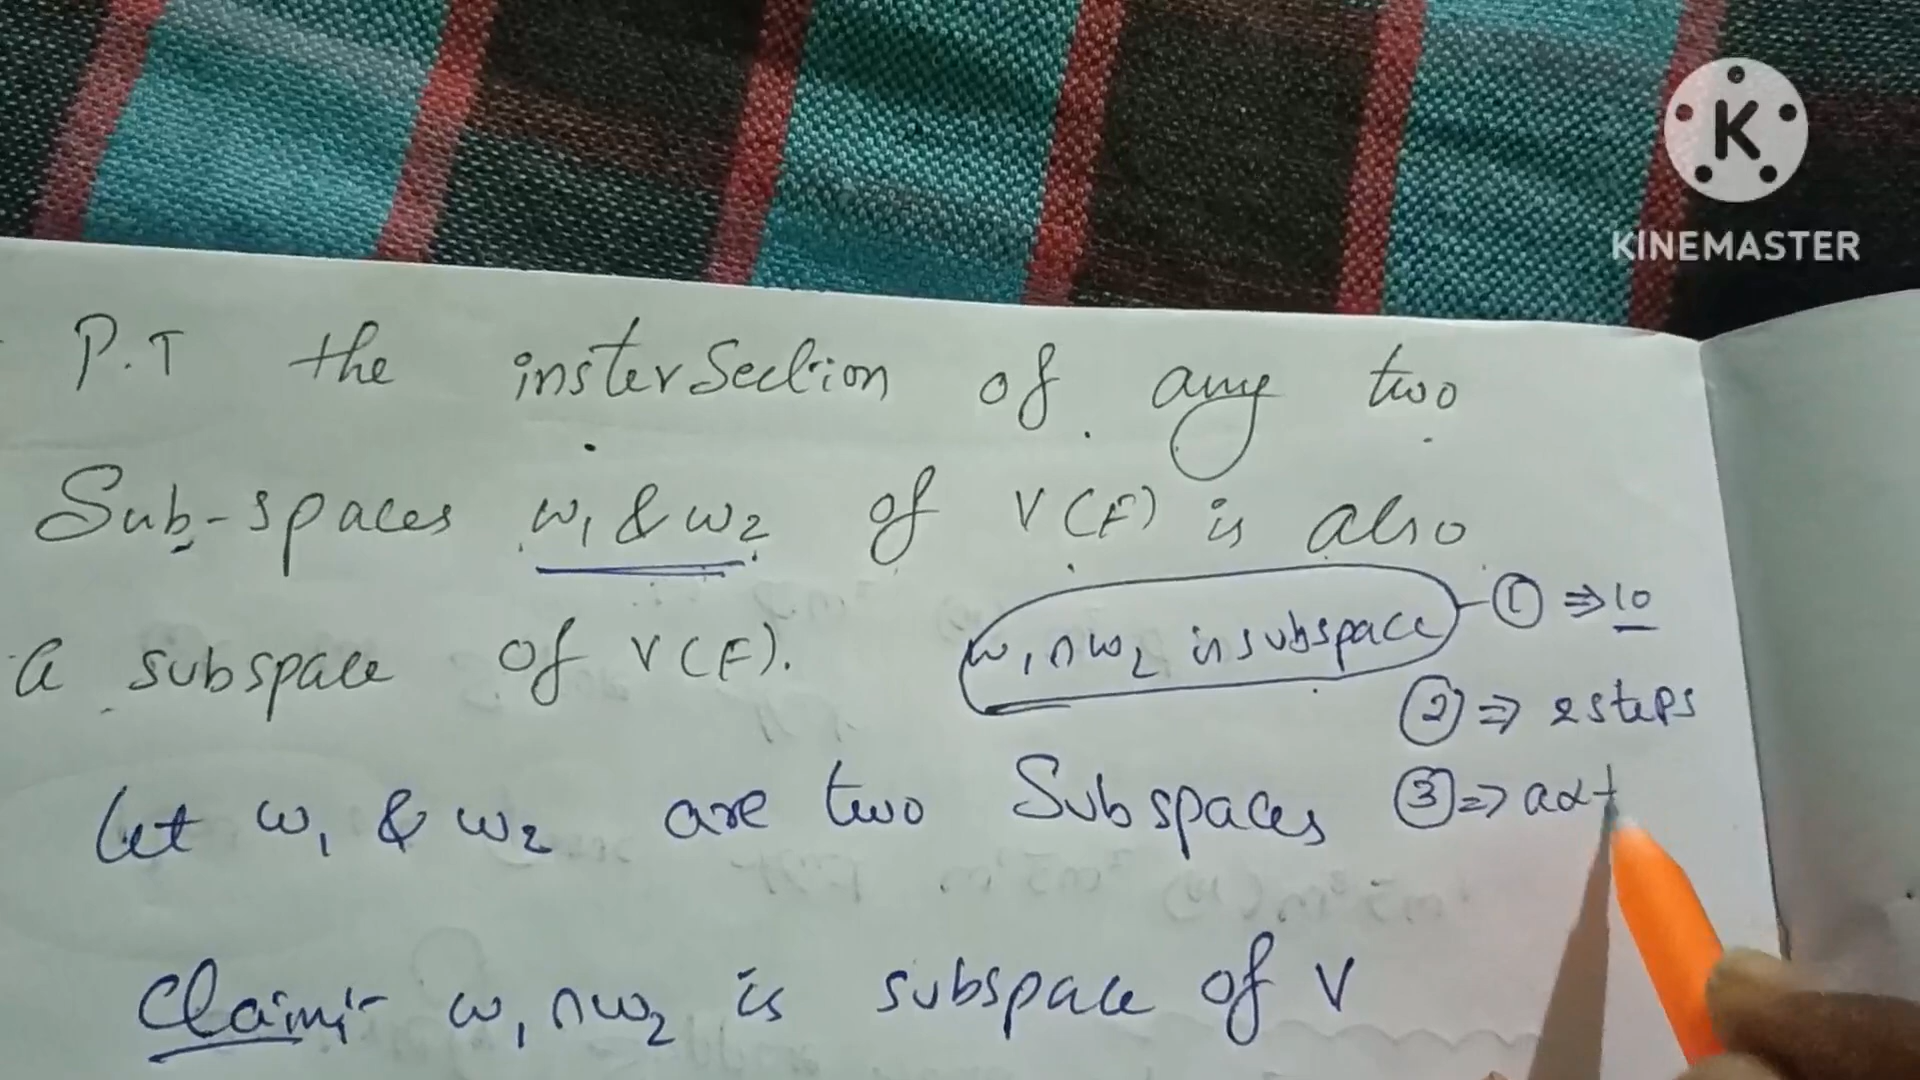 K
KINEMASTER
P.T the instersection of any two
Sub-spaces w₁ & w₂ of V(F) is also
a subspace of V(F).
w₁∩w₂ is subspace - ① ⇒ 10
② ⇒ 2 steps
Let w₁ & w₂ are two Subspaces ③ ⇒ aα+
Claim:- w₁∩w₂ is subspace of V